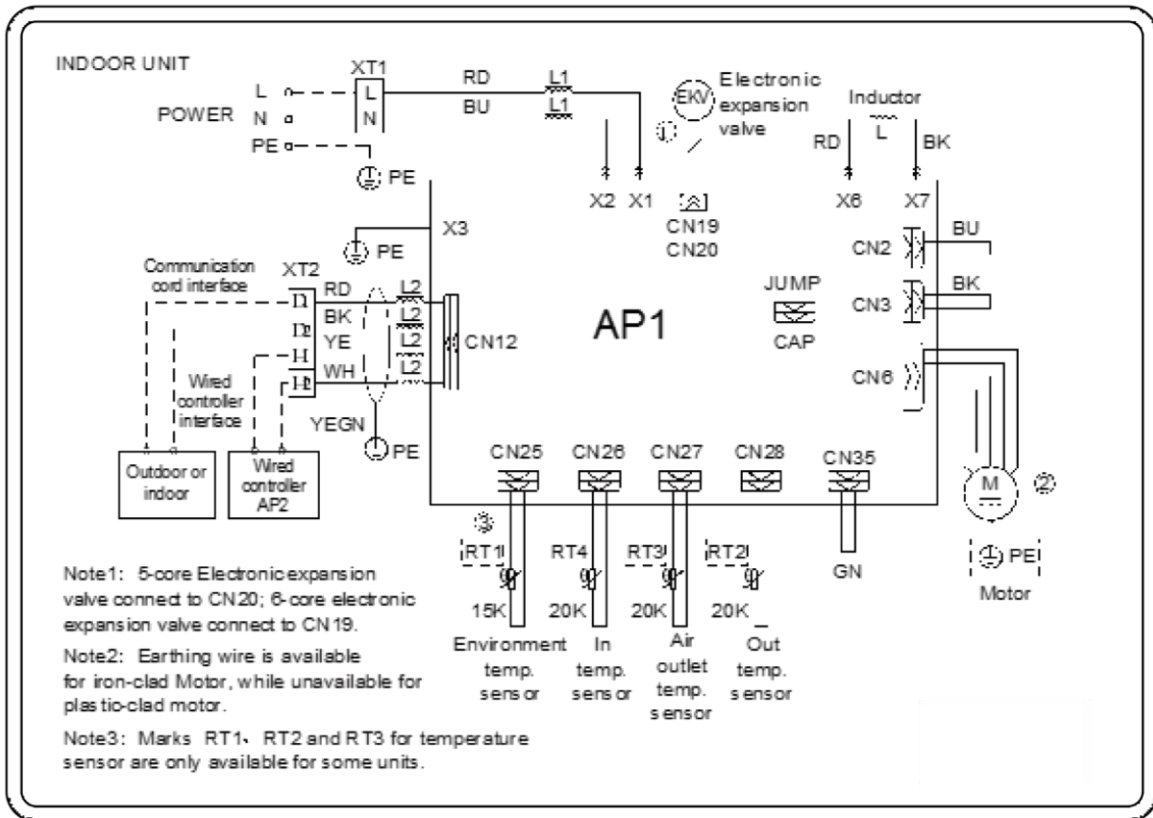 INDOOR UNIT
POWER
L
N
PE
XT1
L
N
PE
RD
BU
L1
L1
EKV
Electronic
expansion
valve
1
Inductor
L
RD
BK
X2
X1
CN19
CN20
X6
X7
X3
PE
CN2
BU
CN3
BK
CN6
JUMP
CAP
AP1
Communication
cord interface
XT2
D1
D2
H1
H2
RD
BK
YE
WH
L2
L2
L2
L2
CN12
Wired
controller
interface
YEGN
PE
Outdoor or
indoor
Wired
controller
AP2
CN25
CN26
CN27
CN28
CN35
M
2
PE
Motor
3
RT1
RT4
RT3
RT2
15K
20K
20K
20K
GN
Environment
temp.
sensor
In
temp.
sensor
Air
outlet
temp.
sensor
Out
temp.
sensor
Note1: 5-core Electronic expansion
valve connect to CN20; 6-core electronic
expansion valve connect to CN19.
Note2: Earthing wire is available
for iron-clad Motor, while unavailable for
plastic-clad motor.
Note3: Marks RT1、RT2 and RT3 for temperature
sensor are only available for some units.